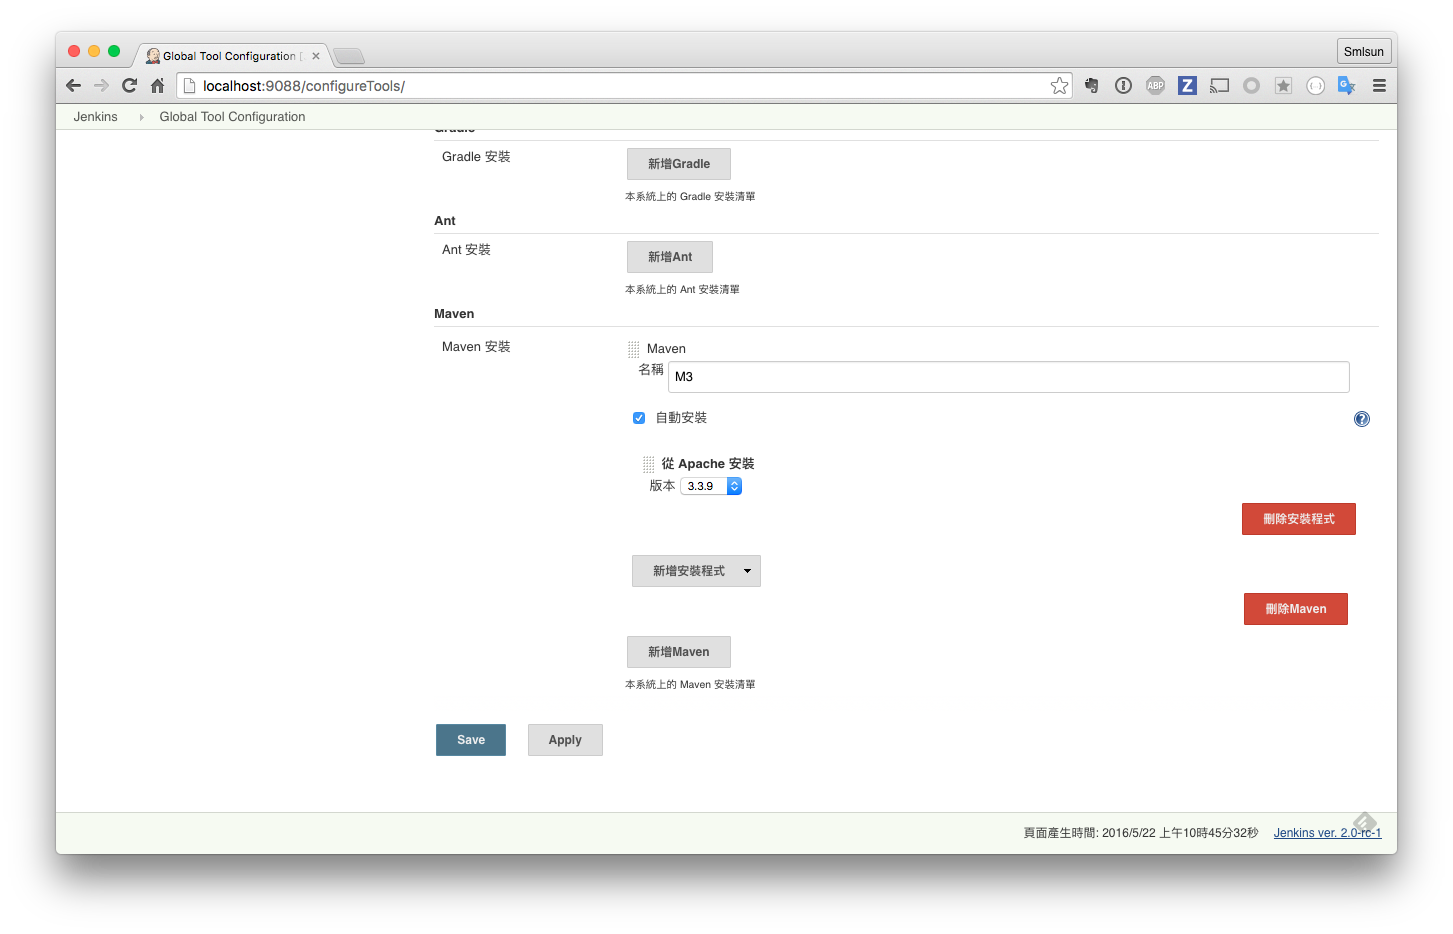 Global Tool Configuration [
Smlsun
localhost:9088/configureTools/
Jenkins Global Tool Configuration
Gradle
Gradle 安裝
新增Gradle
本系統上的 Gradle 安裝清單
Ant
Ant 安裝
新增Ant
本系統上的 Ant 安裝清單
Maven
Maven 安裝
Maven
名稱 M3
自動安裝
從 Apache 安裝
版本 3.3.9
刪除安裝程式
新增安裝程式
刪除Maven
新增Maven
本系統上的 Maven 安裝清單
Save Apply
頁面產生時間: 2016/5/22 上午10時45分32秒 Jenkins ver. 2.0-rc-1